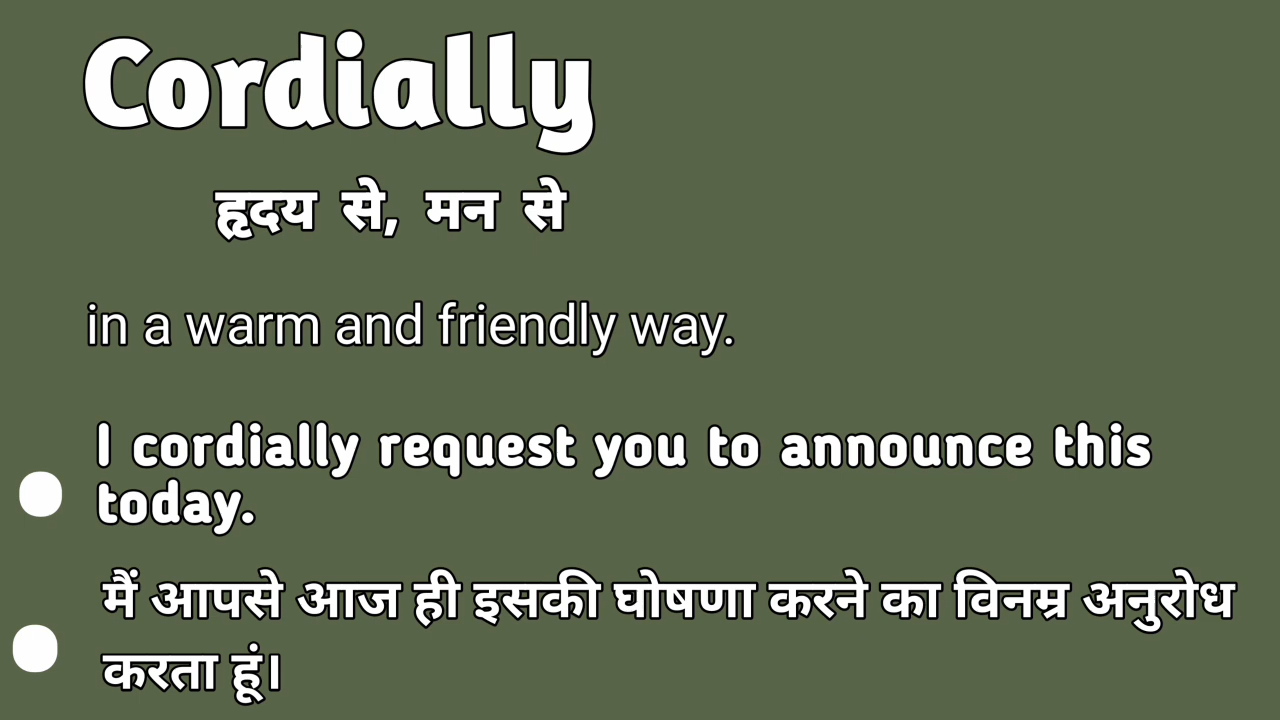 Cordially
हृदय से, मन से
in a warm and friendly way.
I cordially request you to announce this
today.
मैं आपसे आज ही इसकी घोषणा करने का विनम्र अनुरोध
करता हूं।